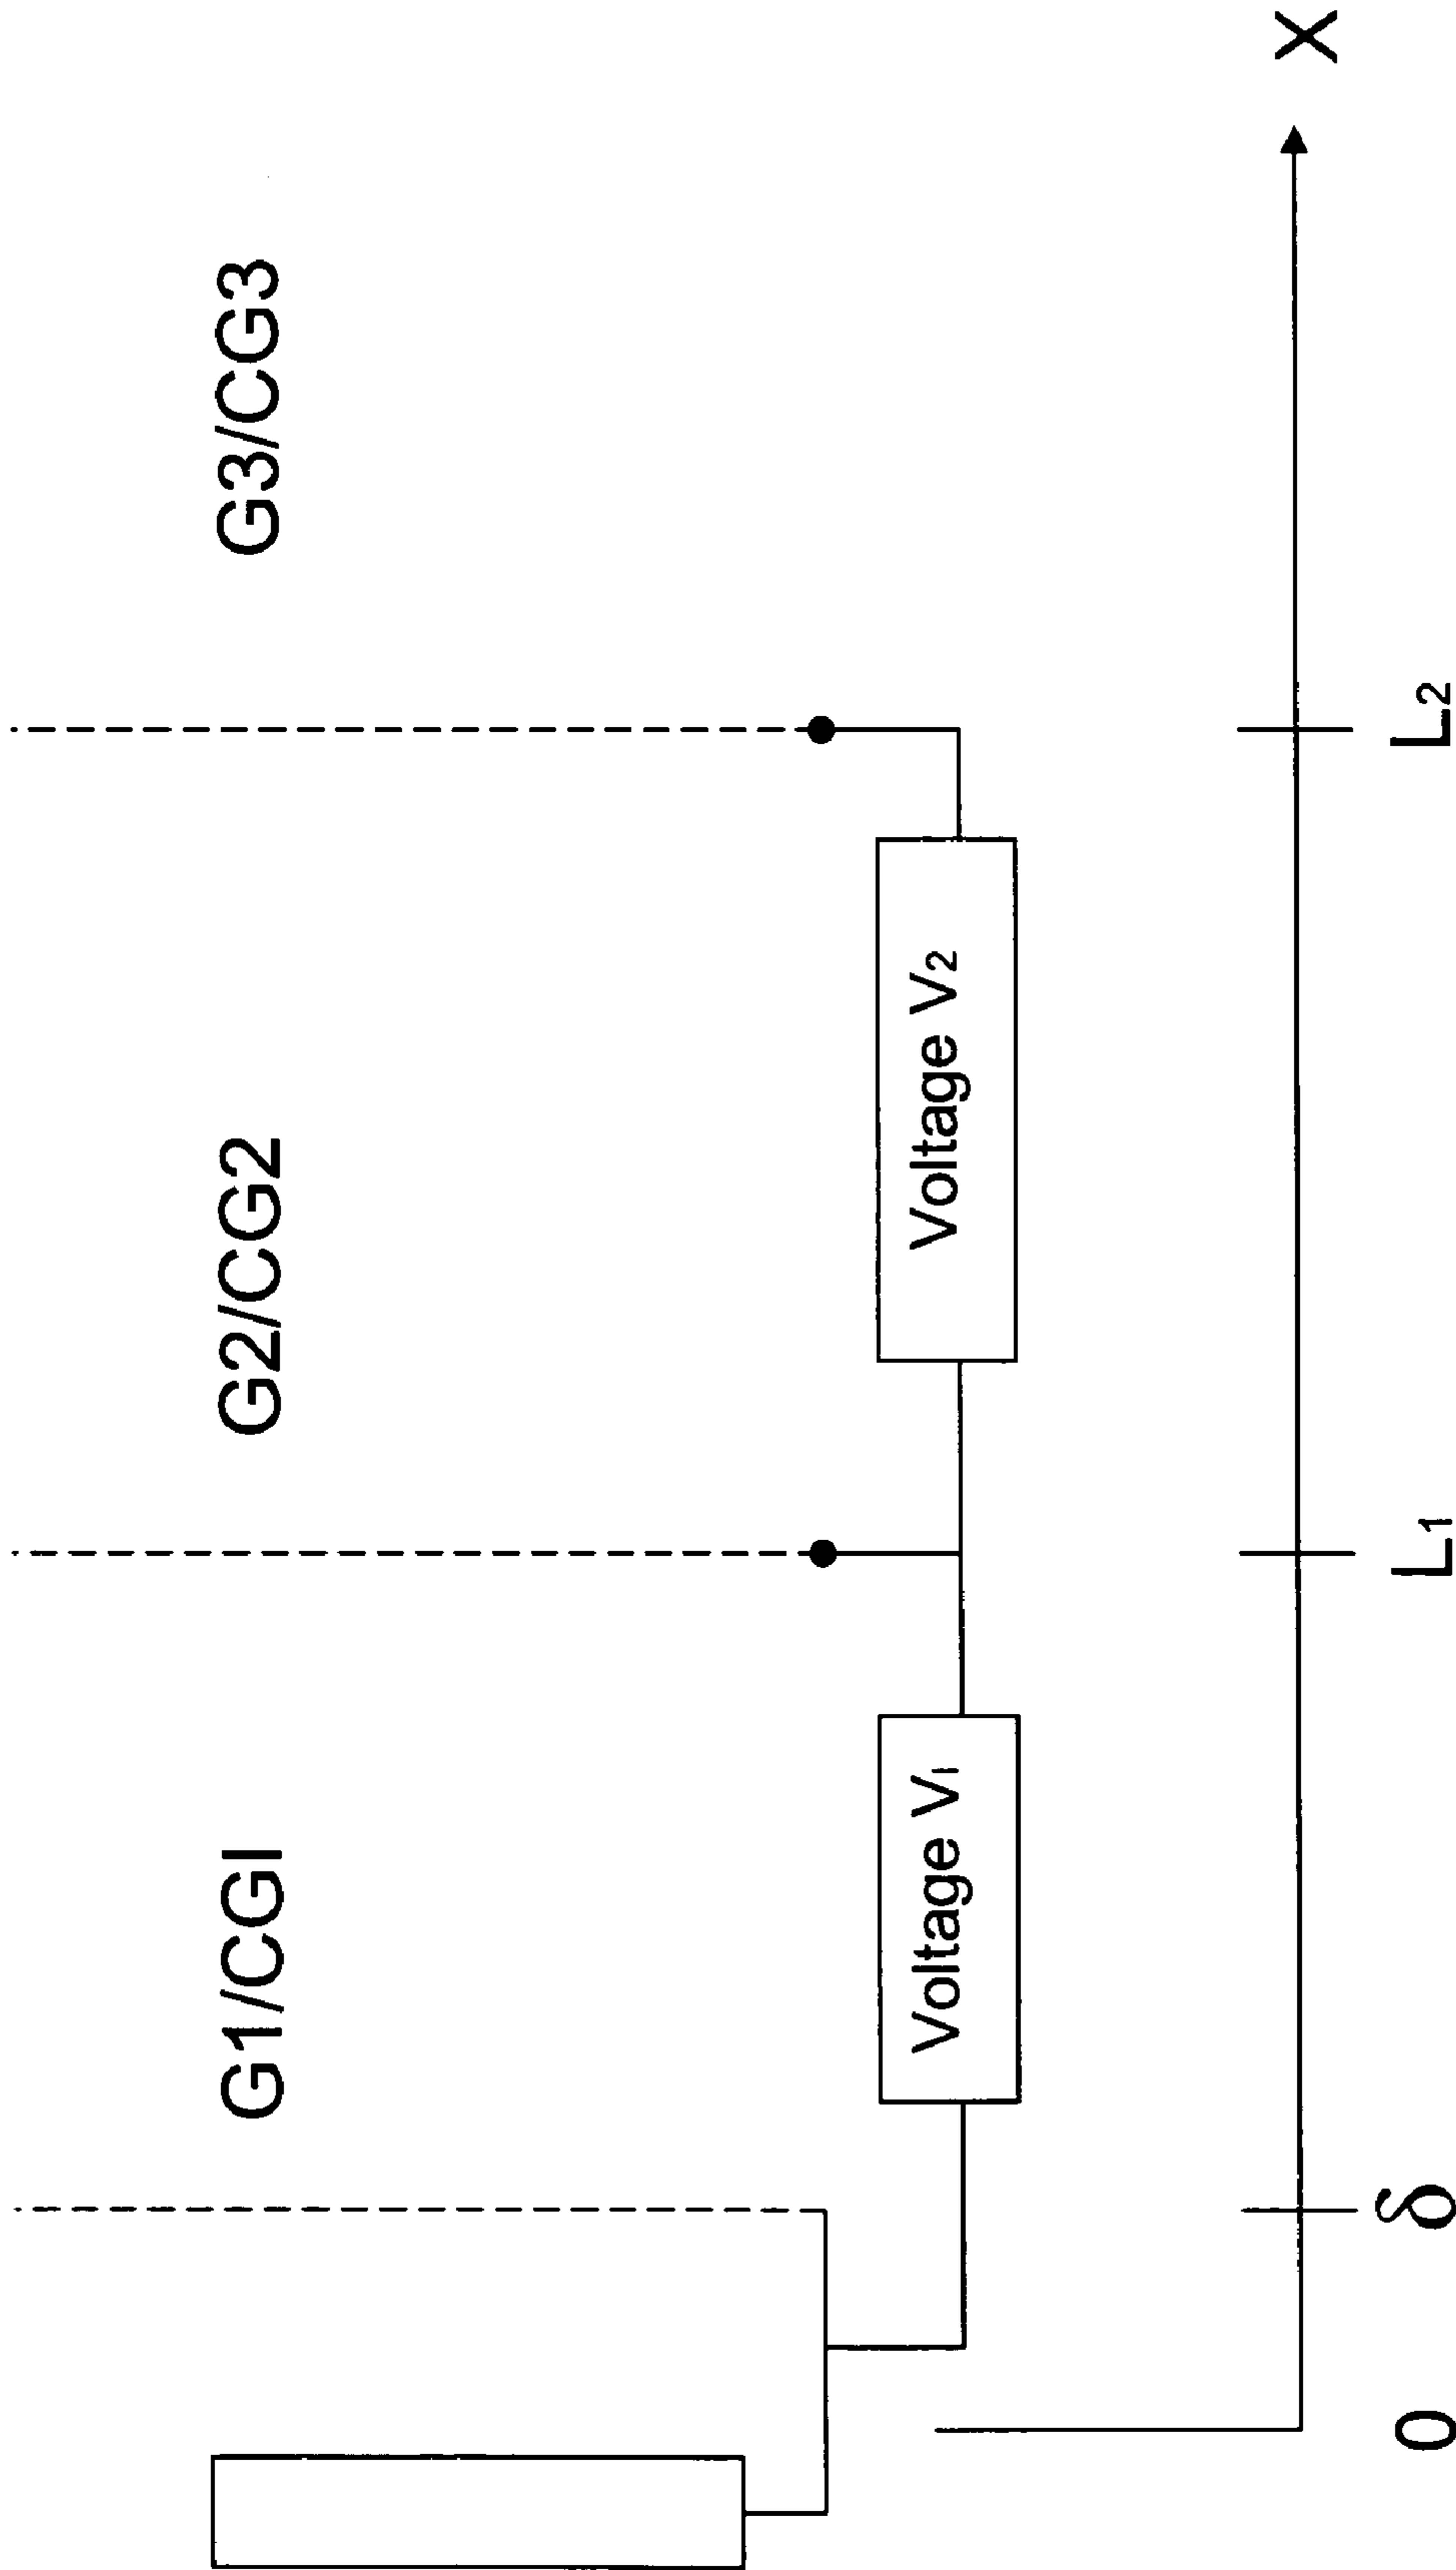 G1/CGI
G2/CG2
G3/CG3
Voltage V₁
Voltage V₂
X
0
δ
L₁
L₂